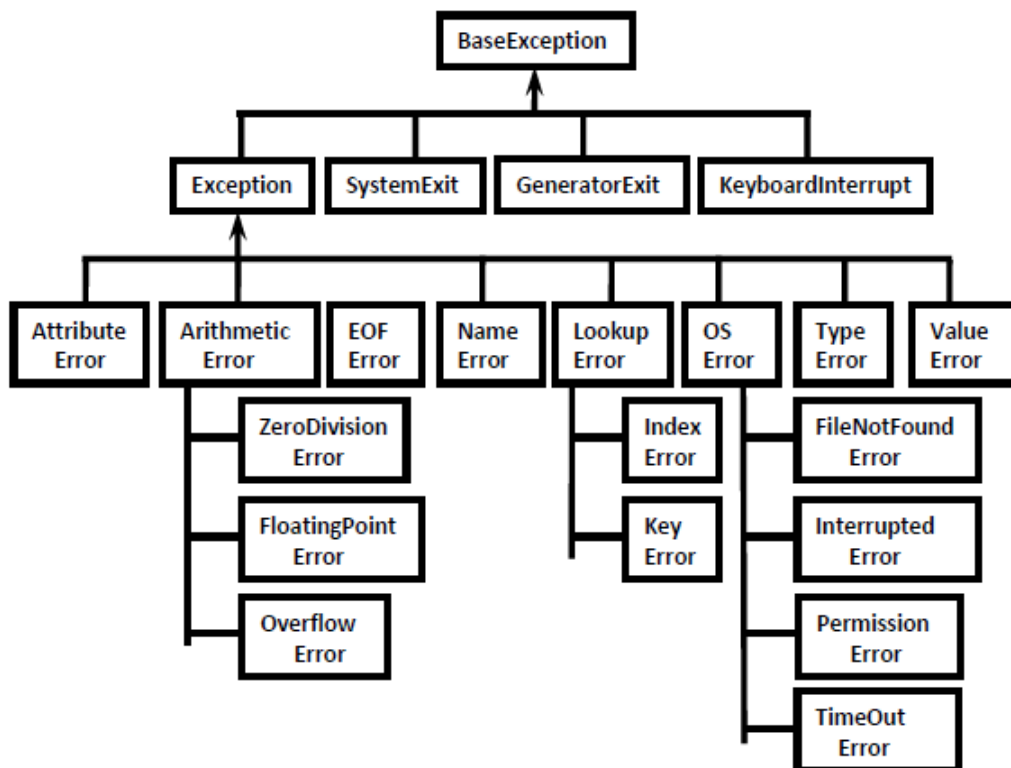 BaseException
Exception
SystemExit
GeneratorExit
KeyboardInterrupt
Attribute
Error
Arithmetic
Error
EOF
Error
Name
Error
Lookup
Error
OS
Error
Type
Error
Value
Error
ZeroDivision
Error
FloatingPoint
Error
Overflow
Error
Index
Error
Key
Error
FileNotFound
Error
Interrupted
Error
Permission
Error
TimeOut
Error